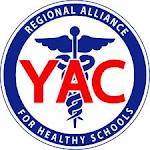 REGIONAL ALLIANCE
YAC
FOR HEALTHY SCHOOLS